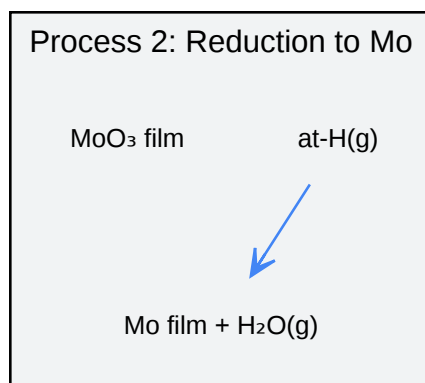 Process 2: Reduction to Mo
MoO₃ film at-H(g)
Mo film + H₂O(g)